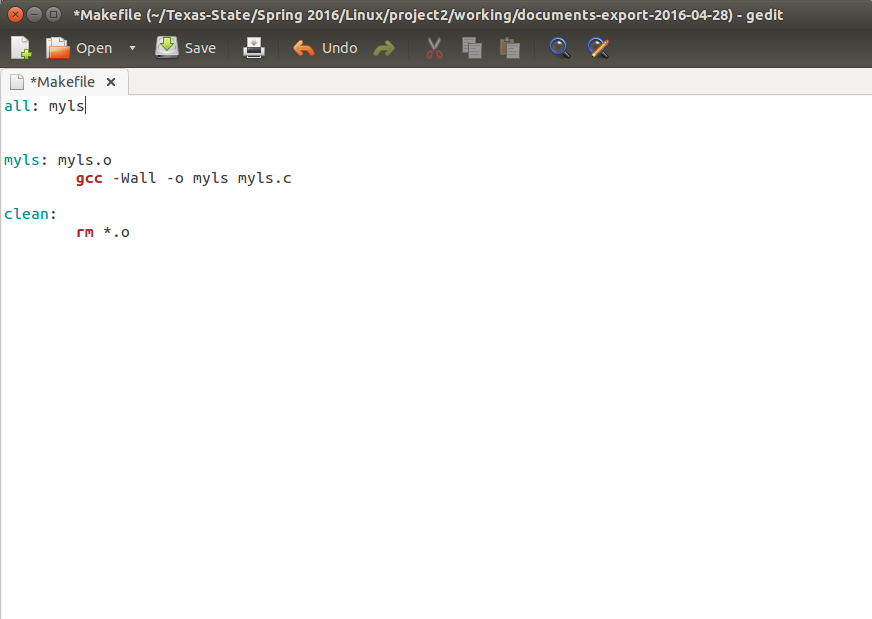 *Makefile (~/Texas-State/Spring 2016/Linux/project2/working/documents-export-2016-04-28) - gedit
Open Save Undo
*Makefile
all: myls
myls: myls.o
gcc -Wall -o myls myls.c
clean:
rm *.o